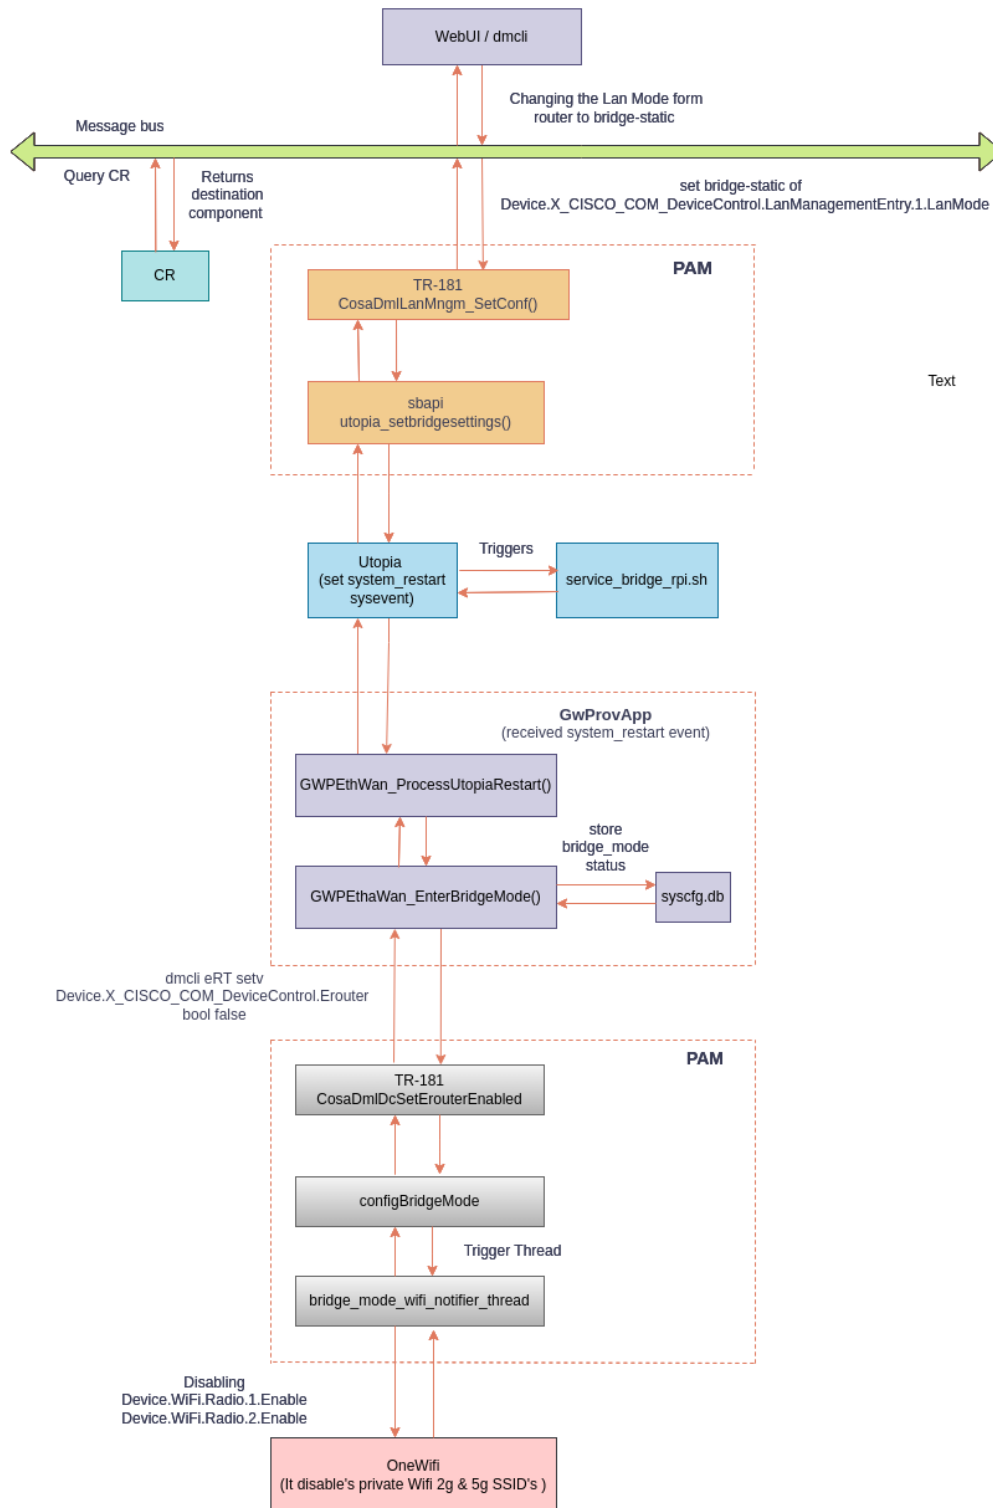 WebUI / dmcli
Changing the Lan Mode form
router to bridge-static
Message bus
Query CR
Returns
destination
component
set bridge-static of
Device.X_CISCO_COM_DeviceControl.LanManagementEntry.1.LanMode
CR
PAM
TR-181
CosaDmlLanMngm_SetConf()
Text
sbapi
utopia_setbridgesettings()
Utopia
(set system_restart
sysevent)
Triggers
service_bridge_rpi.sh
GwProvApp
(received system_restart event)
GWPEthWan_ProcessUtopiaRestart()
store
bridge_mode
status
GWPEthaWan_EnterBridgeMode()
syscfg.db
dmcli eRT setv
Device.X_CISCO_COM_DeviceControl.Erouter
bool false
PAM
TR-181
CosaDmlDcSetErouterEnabled
configBridgeMode
Trigger Thread
bridge_mode_wifi_notifier_thread
Disabling
Device.WiFi.Radio.1.Enable
Device.WiFi.Radio.2.Enable
OneWifi
(It disable's private Wifi 2g & 5g SSID's )